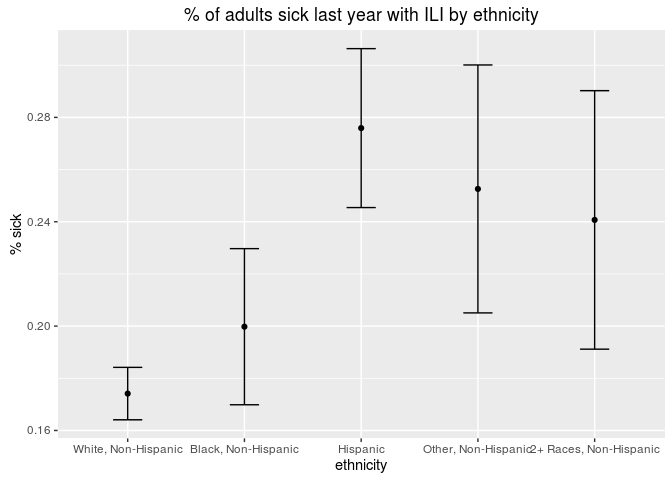 % of adults sick last year with ILI by ethnicity
% sick
0.28
0.24
0.20
0.16
White, Non-Hispanic Black, Non-Hispanic Hispanic Other, Non-Hispanic 2+ Races, Non-Hispanic
ethnicity